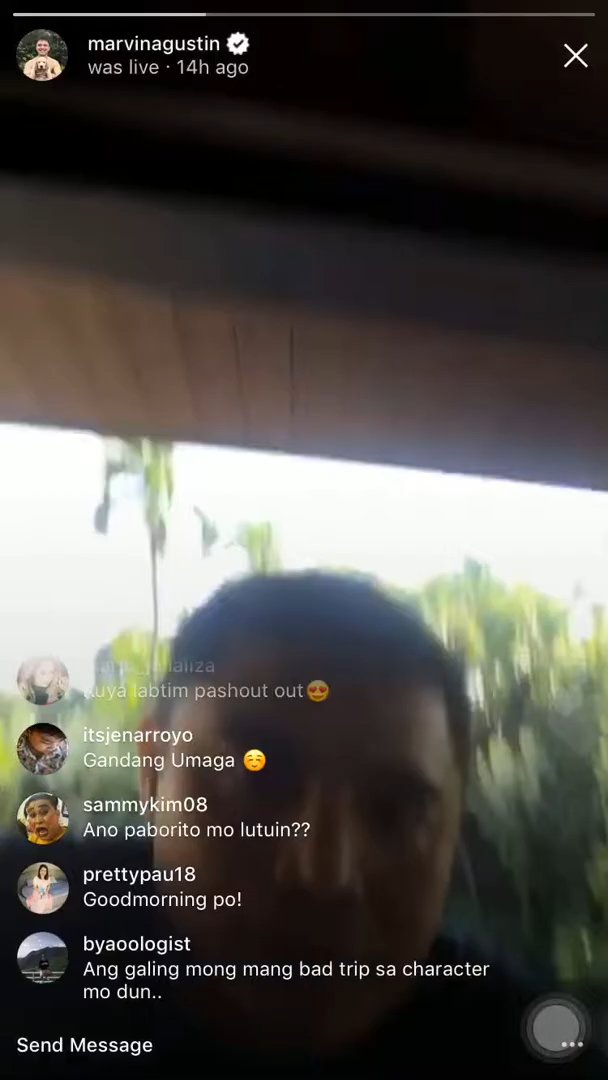 marvinagustin
was live · 14h ago
Kuya labtim pashout out😍
itsjenarroyo
Gandang Umaga ☺️
sammykim08
Ano paborito mo lutuin??
prettypau18
Goodmorning po!
byaoologist
Ang galing mong mang bad trip sa character
mo dun..
Send Message